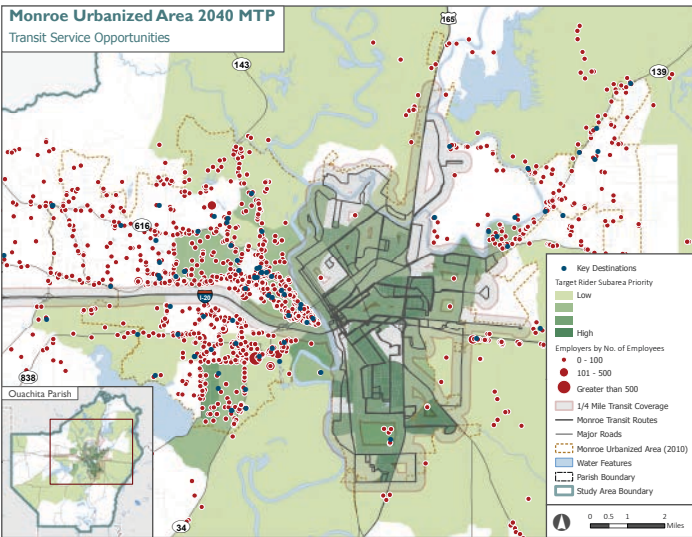 Monroe Urbanized Area 2040 MTP
Transit Service Opportunities
165
143
139
616
I-20
838
34
Ouachita Parish
Key Destinations
Target Rider Subarea Priority
Low
High
Employers by No. of Employees
0 - 100
101 - 500
Greater than 500
1/4 Mile Transit Coverage
Monroe Transit Routes
Major Roads
Monroe Urbanized Area (2010)
Water Features
Parish Boundary
Study Area Boundary
0 0.5 1 2
Miles